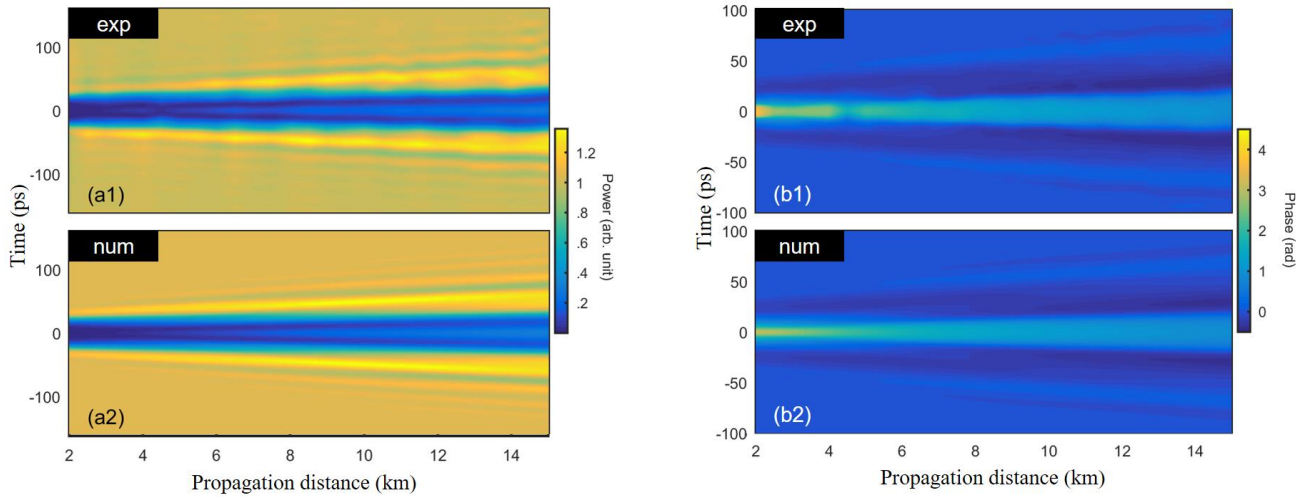 exp
100
0
-100
(a1)
num
100
0
-100
(a2)
2 4 6 8 10 12 14
Propagation distance (km)
Time (ps)
1.2
1
.8
.6
.4
.2
Power (arb. unit)
exp
100
50
0
-50
-100
(b1)
num
100
50
0
-50
-100
(b2)
2 4 6 8 10 12 14
Propagation distance (km)
Time (ps)
4
3
2
1
0
Phase (rad)